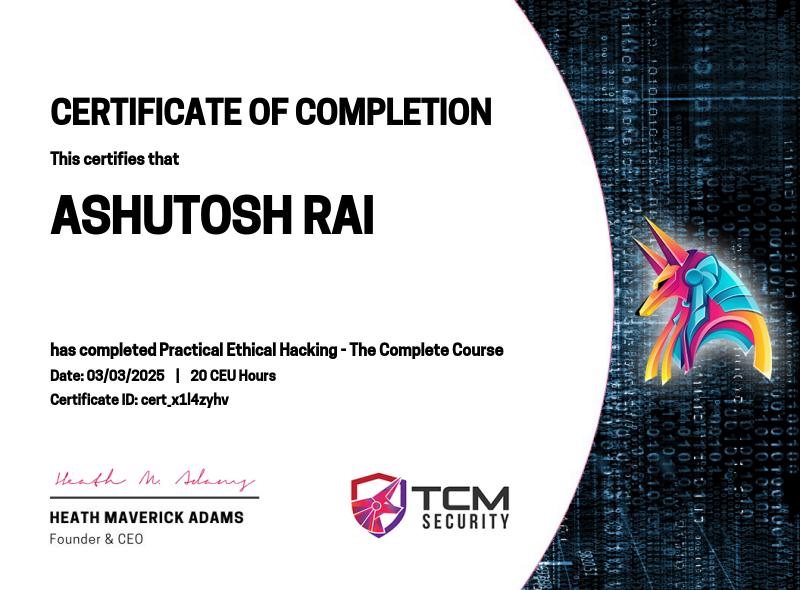 CERTIFICATE OF COMPLETION
This certifies that
ASHUTOSH RAI
has completed Practical Ethical Hacking - The Complete Course
Date: 03/03/2025 | 20 CEU Hours
Certificate ID: cert_x1l4zyhv
Heath M. Adams
HEATH MAVERICK ADAMS
Founder & CEO
TCM
SECURITY